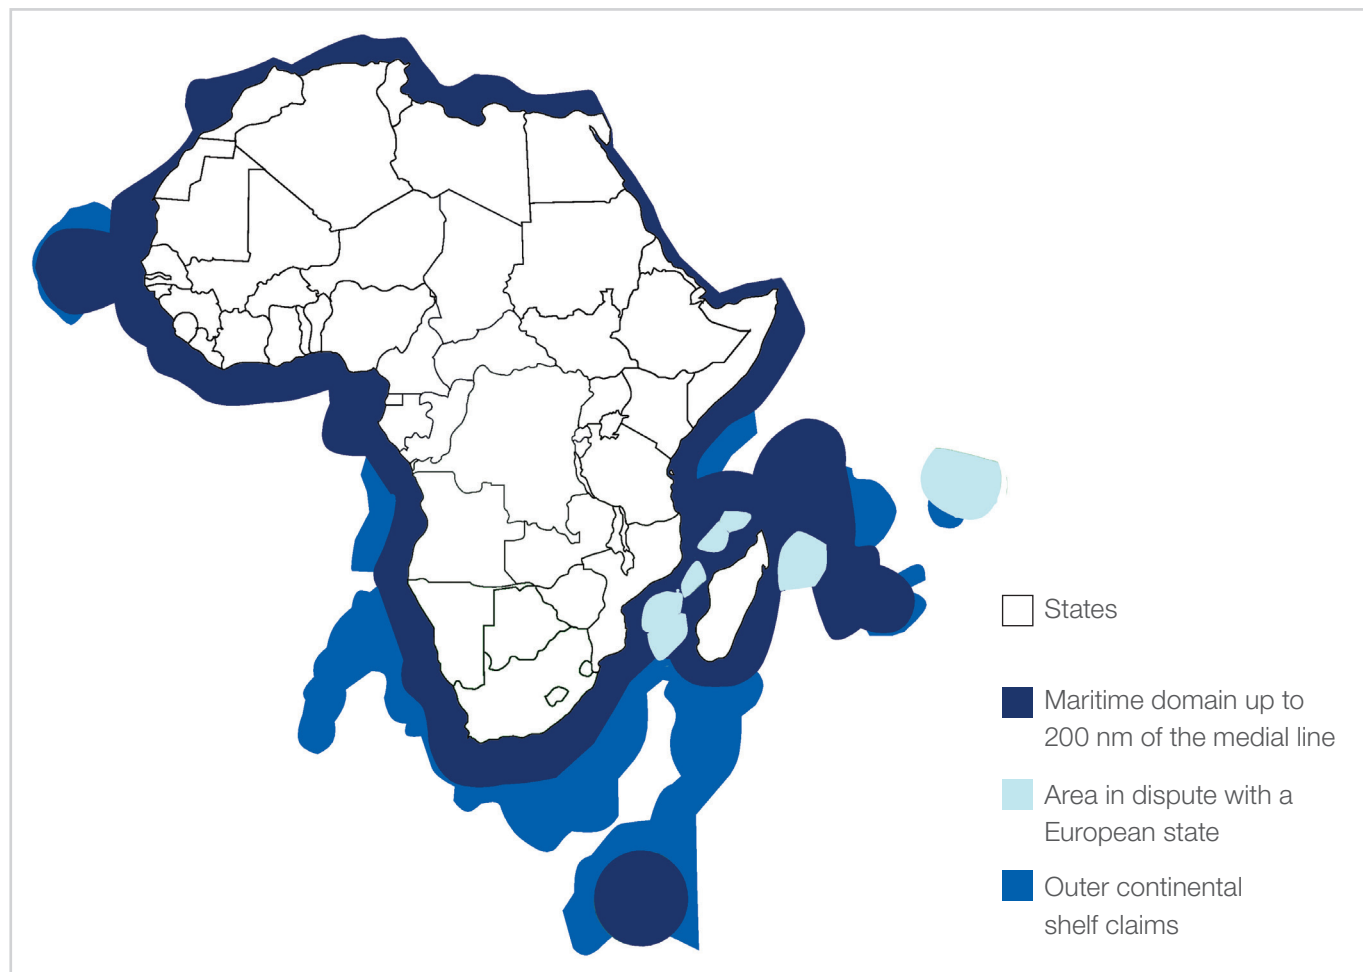 States
Maritime domain up to
200 nm of the medial line
Area in dispute with a
European state
Outer continental
shelf claims